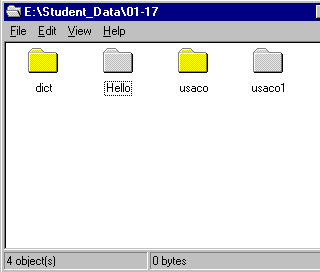 E:\Student_Data\01-17
File Edit View Help
dict Hello usaco usaco1
4 object(s) 0 bytes